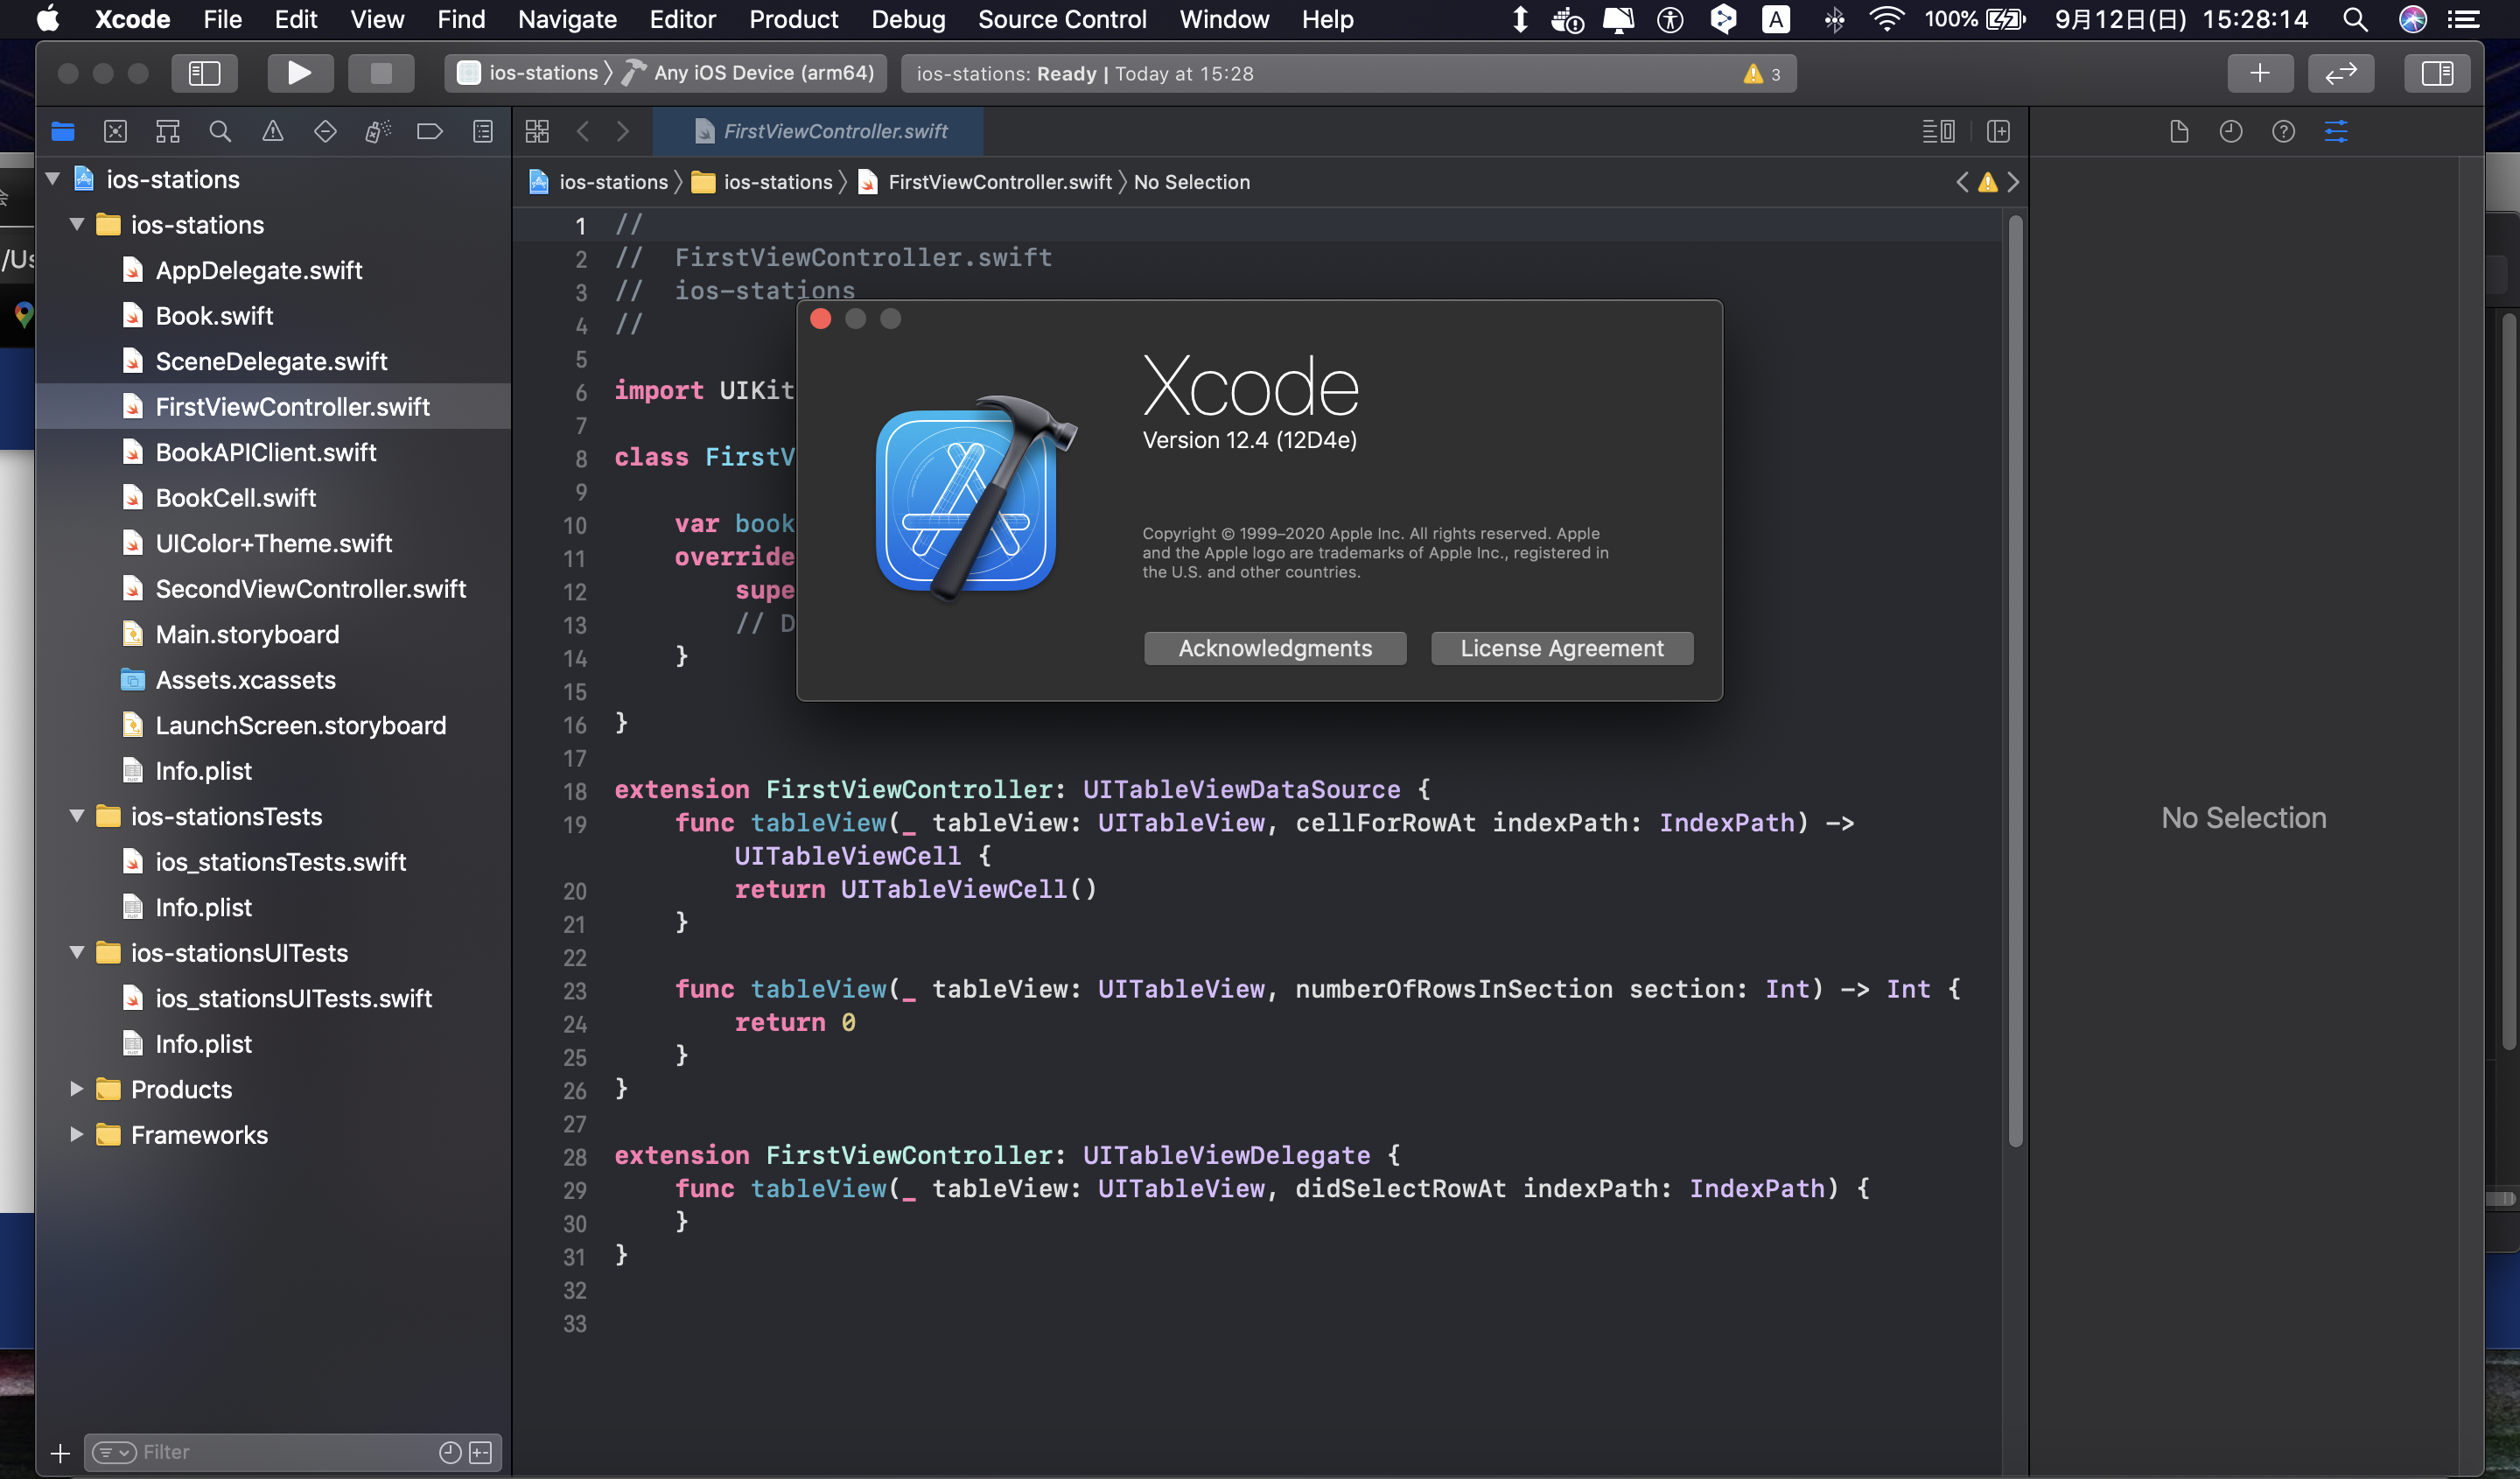 Xcode File Edit View Find Navigate Editor Product Debug Source Control Window Help A 100% 9月12日(日) 15:28:14
ios-stations Any iOS Device (arm64) ios-stations: Ready | Today at 15:28 3
FirstViewController.swift
ios-stations ios-stations FirstViewController.swift No Selection
ios-stations
ios-stations
AppDelegate.swift
Book.swift
SceneDelegate.swift
FirstViewController.swift
BookAPIClient.swift
BookCell.swift
UIColor+Theme.swift
SecondViewController.swift
Main.storyboard
Assets.xcassets
LaunchScreen.storyboard
Info.plist
ios-stationsTests
ios_stationsTests.swift
Info.plist
ios-stationsUITests
ios_stationsUITests.swift
Info.plist
Products
Frameworks
Filter
1 //
2 //  FirstViewController.swift
3 //  ios-stations
4 //
5
6 import UIKit
7
8 class FirstV
9
10     var book
11     override
12         supe
13         // D
14     }
15
16 }
17
18 extension FirstViewController: UITableViewDataSource {
19     func tableView(_ tableView: UITableView, cellForRowAt indexPath: IndexPath) ->
        UITableViewCell {
20         return UITableViewCell()
21     }
22
23     func tableView(_ tableView: UITableView, numberOfRowsInSection section: Int) -> Int {
24         return 0
25     }
26 }
27
28 extension FirstViewController: UITableViewDelegate {
29     func tableView(_ tableView: UITableView, didSelectRowAt indexPath: IndexPath) {
30     }
31 }
32
33
Xcode
Version 12.4 (12D4e)
Copyright © 1999–2020 Apple Inc. All rights reserved. Apple
and the Apple logo are trademarks of Apple Inc., registered in
the U.S. and other countries.
Acknowledgments License Agreement
No Selection
/Us